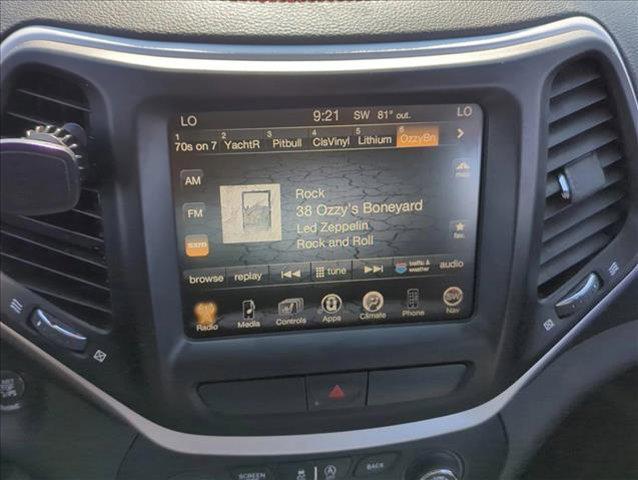 LO 9:21 SW 81° out. LO
1 70s on 7 2 YachtR 3 Pitbull 4 ClsVinyl 5 Lithium 6 OzzyBn
AM
Rock
38 Ozzy's Boneyard
FM
Led Zeppelin
Rock and Roll
fav.
browse replay tune traffic & weather audio
Radio Media Controls Apps Climate Phone Nav
SW
SCREEN BACK